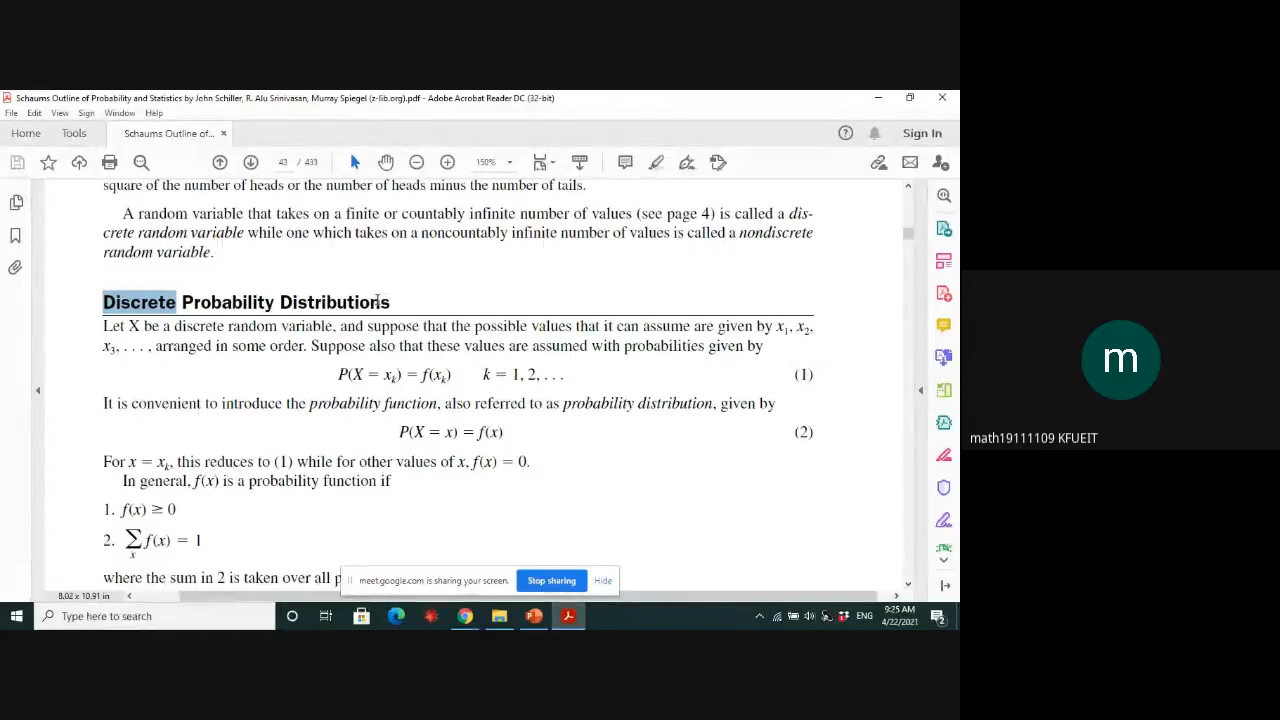 Schaums Outline of Probability and Statistics by John Schiller, R. Alu Srinivasan, Murray Spiegel (z-lib.org).pdf - Adobe Acrobat Reader DC (32-bit)
File Edit View Sign Window Help
Home Tools Schaums Outline of... × Sign In
43 / 433 150%
square of the number of heads or the number of heads minus the number of tails.
A random variable that takes on a finite or countably infinite number of values (see page 4) is called a dis-
crete random variable while one which takes on a noncountably infinite number of values is called a nondiscrete
random variable.
Discrete Probability Distributions
Let X be a discrete random variable, and suppose that the possible values that it can assume are given by x₁, x₂,
x₃, . . . , arranged in some order. Suppose also that these values are assumed with probabilities given by
P(X = xₖ) = f(xₖ) k = 1, 2, . . . (1)
It is convenient to introduce the probability function, also referred to as probability distribution, given by
P(X = x) = f(x) (2)
For x = xₖ, this reduces to (1) while for other values of x, f(x) = 0.
In general, f(x) is a probability function if
1. f(x) ≥ 0
2. ∑ₓ f(x) = 1
where the sum in 2 is taken over all p
meet.google.com is sharing your screen. Stop sharing Hide
8.02 x 10.91 in
Type here to search
ENG
9:25 AM
4/22/2021
2
m
math19111109 KFUEIT